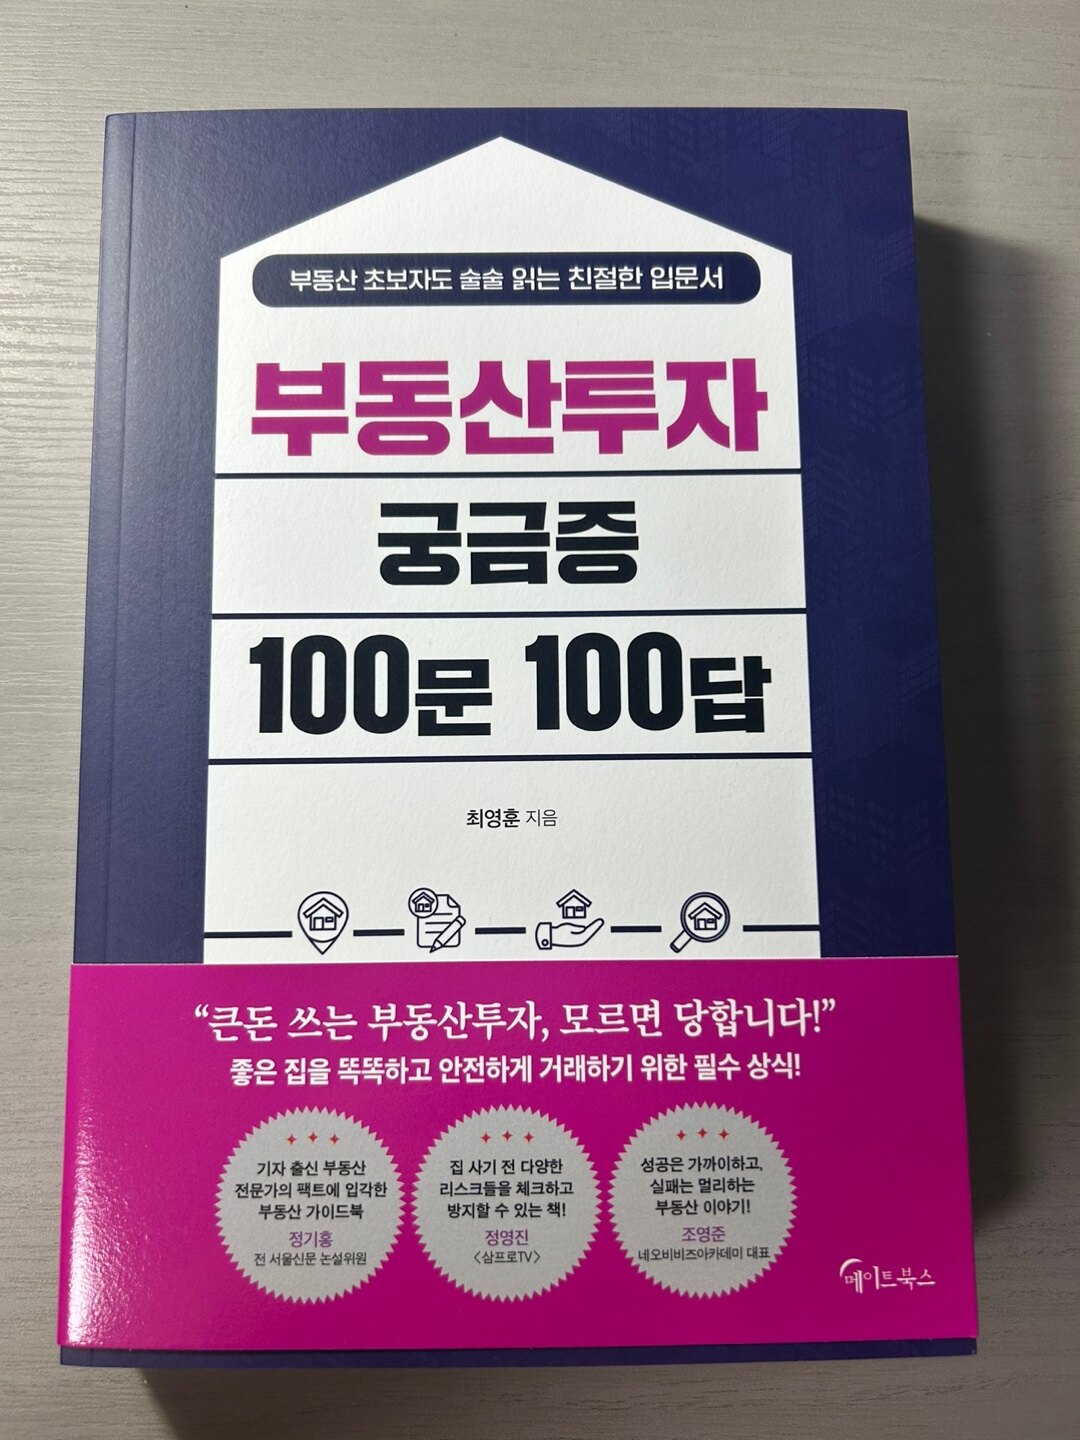 부동산 초보자도 술술 읽는 친절한 입문서
부동산투자
궁금증
100문 100답
최영훈 지음
“큰돈 쓰는 부동산투자, 모르면 당합니다!”
좋은 집을 똑똑하고 안전하게 거래하기 위한 필수 상식!
기자 출신 부동산
전문가의 팩트에 입각한
부동산 가이드북
정기홍
전 서울신문 논설위원
집 사기 전 다양한
리스크들을 체크하고
방지할 수 있는 책!
정영진
〈삼프로TV〉
성공은 가까이하고,
실패는 멀리하는
부동산 이야기!
조영준
네오비비즈아카데미 대표
메이트북스